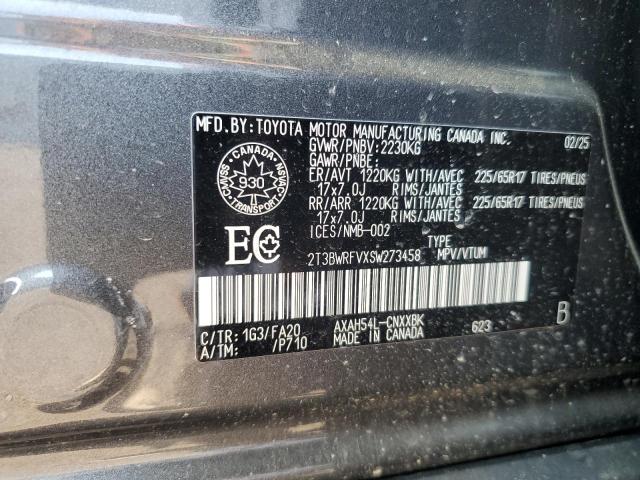 MFD. BY: TOYOTA MOTOR MANUFACTURING CANADA INC. 02/25
GVWR/PNBV: 2230KG
GAWR/PNBE:
ER/AVT 1220KG WITH/AVEC 225/65R17 TIRES/PNEUS
17x7.0J RIMS/JANTES
RR/ARR 1220KG WITH/AVEC 225/65R17 TIRES/PNEUS
17x7.0J RIMS/JANTES
ICES/NMB-002
CANADA
CMVSS NSVAC
930
TRANSPORT
EC
TYPE
2T3BWRFVXSW273458 MPV/VTUM
C/TR: 1G3/FA20 AXAH54L-CNXXBK 623 B
A/TM: /P710 MADE IN CANADA